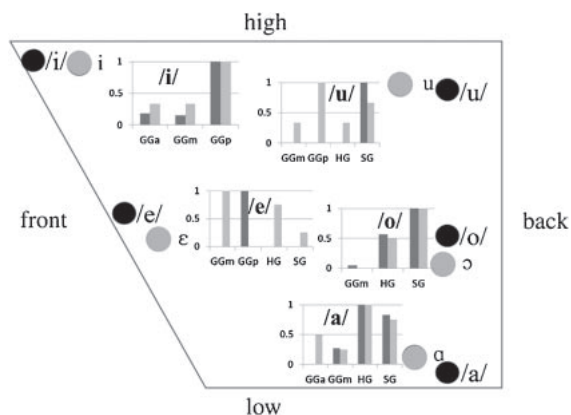 high
/i/ i
1
0.5
0
/i/
GGa GGm GGp
1
0.5
0
/u/
GGm GGp HG SG
u /u/
front
/e/
ɛ
1
0.5
0
/e/
GGm GGp HG SG
1
0.5
0
/o/
GGm HG SG
/o/
ɔ
back
1
0.5
0
/a/
GGa GGm HG SG
ɑ
/a/
low